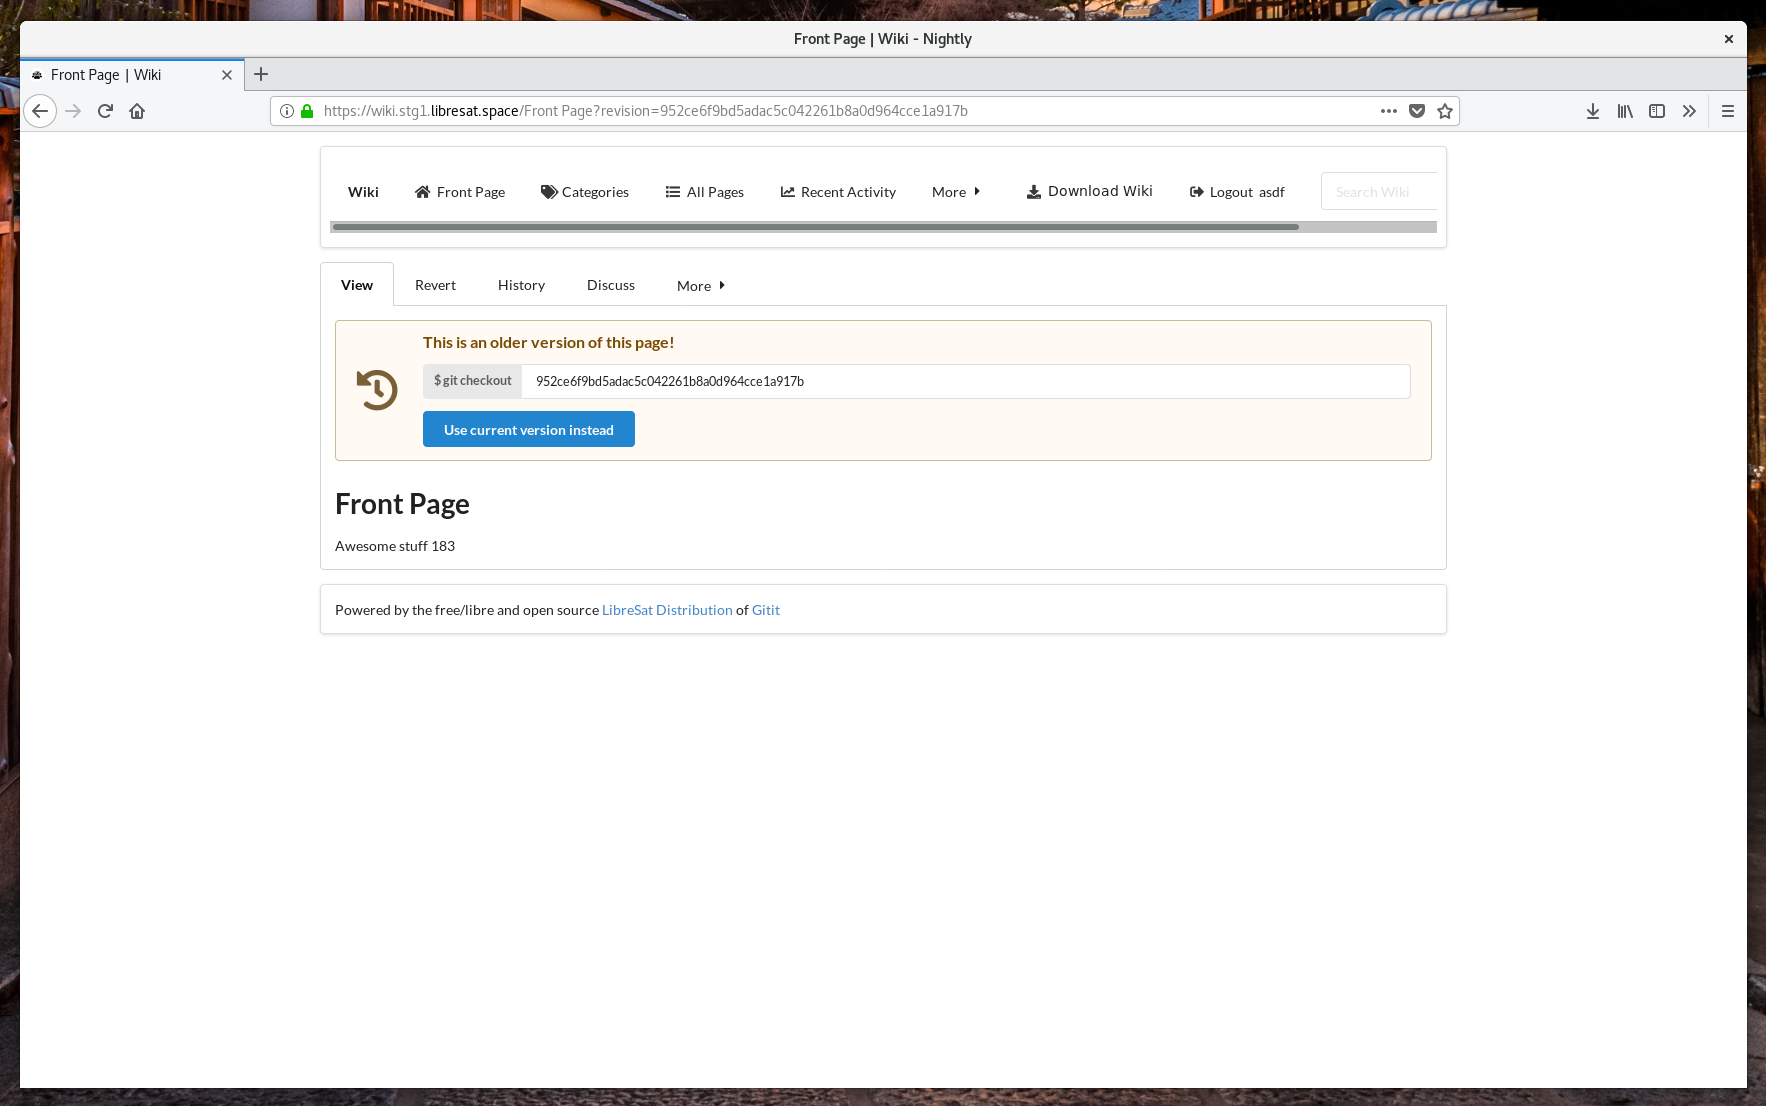 Front Page | Wiki - Nightly
Front Page | Wiki
https://wiki.stg1.libresat.space/Front Page?revision=952ce6f9bd5adac5c042261b8a0d964cce1a917b
Wiki Front Page Categories All Pages Recent Activity More Download Wiki Logout asdf Search Wiki
View Revert History Discuss More
This is an older version of this page!
$ git checkout 952ce6f9bd5adac5c042261b8a0d964cce1a917b
Use current version instead
Front Page
Awesome stuff 183
Powered by the free/libre and open source LibreSat Distribution of Gitit